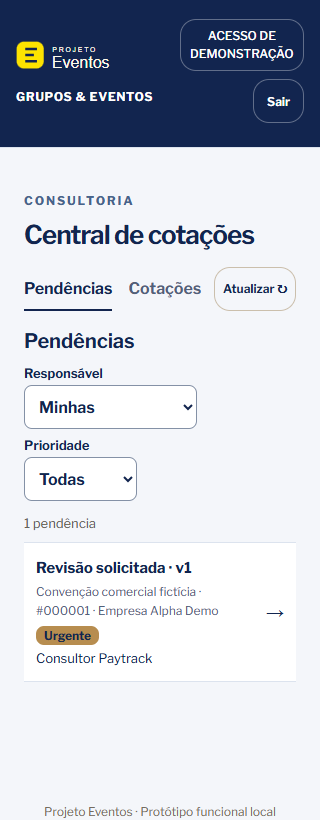 PROJETO
Eventos
ACESSO DE
DEMONSTRAÇÃO
GRUPOS & EVENTOS
Sair
CONSULTORIA
Central de cotações
Pendências
Cotações
Atualizar ↻
Pendências
Responsável
Minhas
Prioridade
Todas
1 pendência
Revisão solicitada · v1
Convenção comercial fictícia ·
#000001 · Empresa Alpha Demo
Urgente
Consultor Paytrack
→
Projeto Eventos · Protótipo funcional local